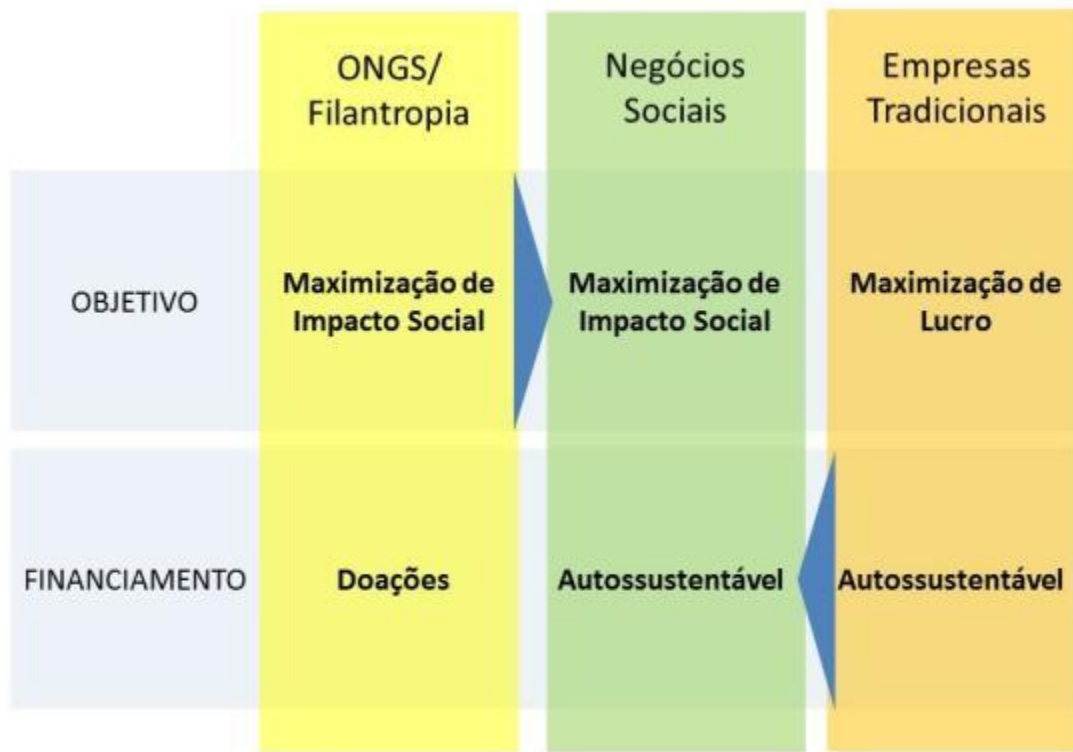 ONGS/
Filantropia
Negócios
Sociais
Empresas
Tradicionais
OBJETIVO
Maximização de
Impacto Social
Maximização de
Impacto Social
Maximização de
Lucro
FINANCIAMENTO
Doações
Autossustentável
Autossustentável